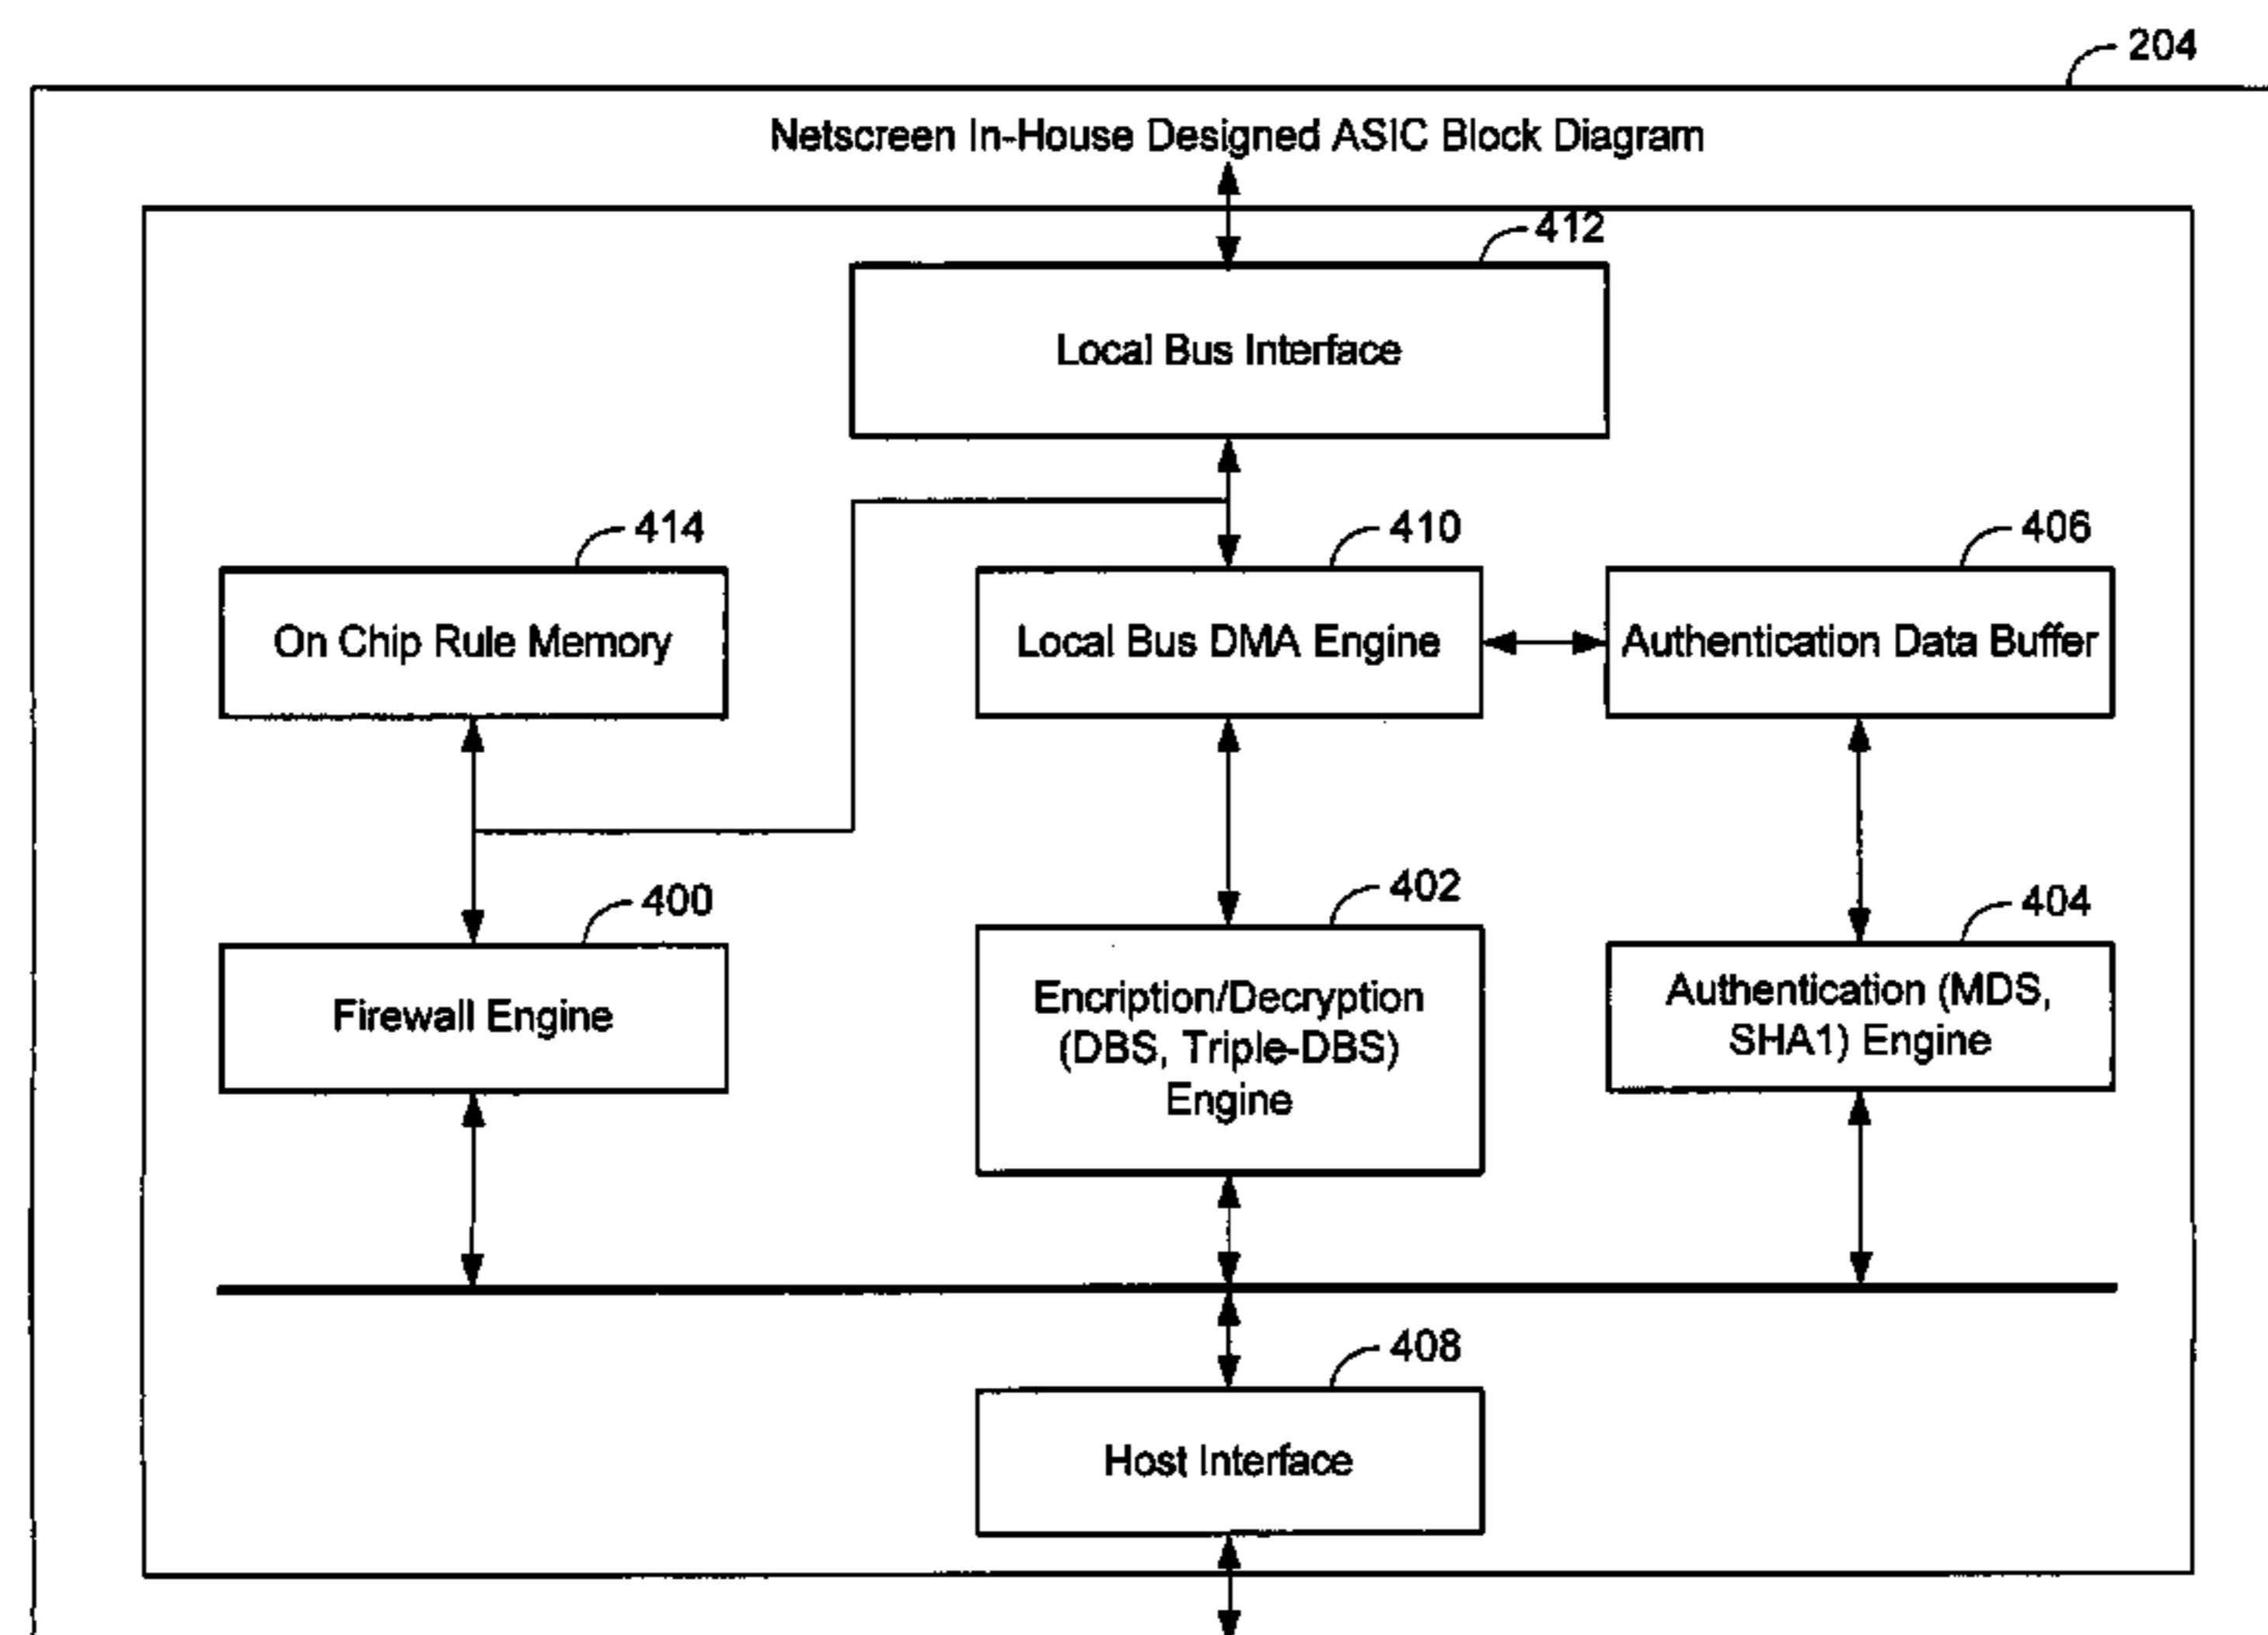 204
Netscreen In-House Designed ASIC Block Diagram
412
Local Bus Interface
414
410
406
On Chip Rule Memory
Local Bus DMA Engine
Authentication Data Buffer
400
402
404
Firewall Engine
Encription/Decryption
(DBS, Triple-DBS)
Engine
Authentication (MDS,
SHA1) Engine
408
Host Interface